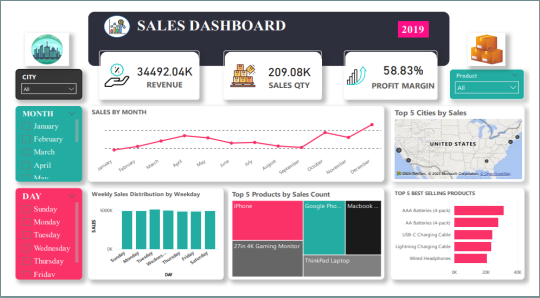 SALES DASHBOARD
2019
34492.04K
REVENUE
209.08K
SALES QTY
58.83%
PROFIT MARGIN
CITY
All
Product
All
MONTH
January
February
March
April
May
SALES BY MONTH
January
February
March
April
May
June
July
August
September
October
November
December
Top 5 Cities by Sales
UNITED STATES
DAY
Sunday
Monday
Tuesday
Wednesday
Thursday
Friday
Weekly Sales Distribution by Weekday
SALES
5000K
0K
Sunday
Monday
Tuesday
Wednes...
Thursday
Friday
Saturday
DAY
Top 5 Products by Sales Count
iPhone
Google Pho...
Macbook ...
27in 4K Gaming Monitor
ThinkPad Laptop
TOP 5 BEST SELLING PRODUCTS
AAA Batteries (4-pack)
AA Batteries (4-pack)
USB-C Charging Cable
Lightning Charging Cable
Wired Headphones
0K
20K
40K